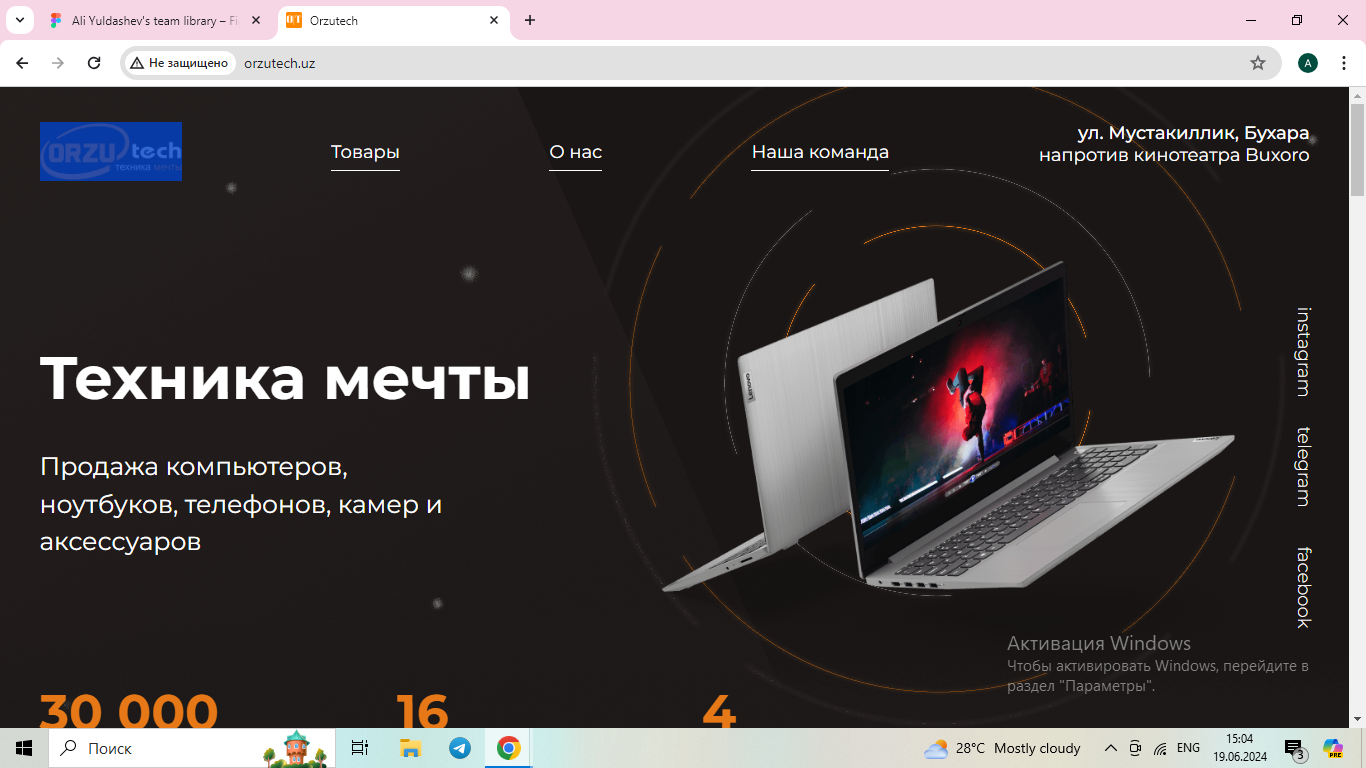 Ali Yuldashev's team library – Fi
Orzutech
Не защищено
orzutech.uz
A
ORZU tech
техника мечты
Товары
О нас
Наша команда
ул. Мустакиллик, Бухара
напротив кинотеатра Buxoro
Техника мечты
Продажа компьютеров,
ноутбуков, телефонов, камер и
аксессуаров
Lenovo
instagram
telegram
facebook
Активация Windows
Чтобы активировать Windows, перейдите в
раздел "Параметры".
30 000
16
4
Поиск
28°C Mostly cloudy
ENG
15:04
19.06.2024
3
PRE